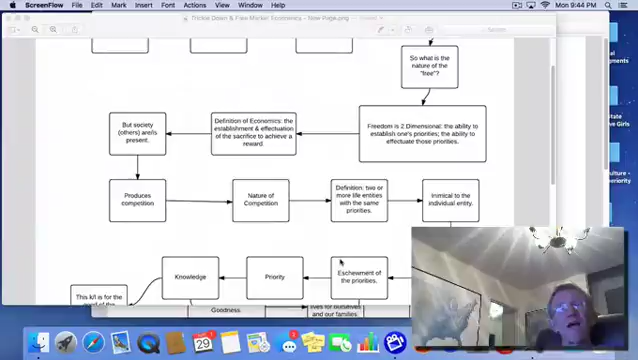 ScreenFlow File Edit Mark Insert Font Actions View Window Help
Mon 9:44 PM
Trickle Down & Free Market Economics - New Page.png
So what is the
nature of the
"free"?
But society
(others) are/is
present.
Definition of Economics: the
establishment & effectuation
of the sacrifice to achieve a
reward
Freedom is 2 Dimensional: the ability to
establish one's priorities; the ability to
effectuate those priorities.
Produces
competition
Nature of
Competition
Definition: two or
more life entities
with the same
priorities.
Inimical to the
individual entity.
Knowledge
Priority
Eschewment of
the priorities.
This k/I is for the
good of the
Goodness.
lives for ourselves
and our families
29